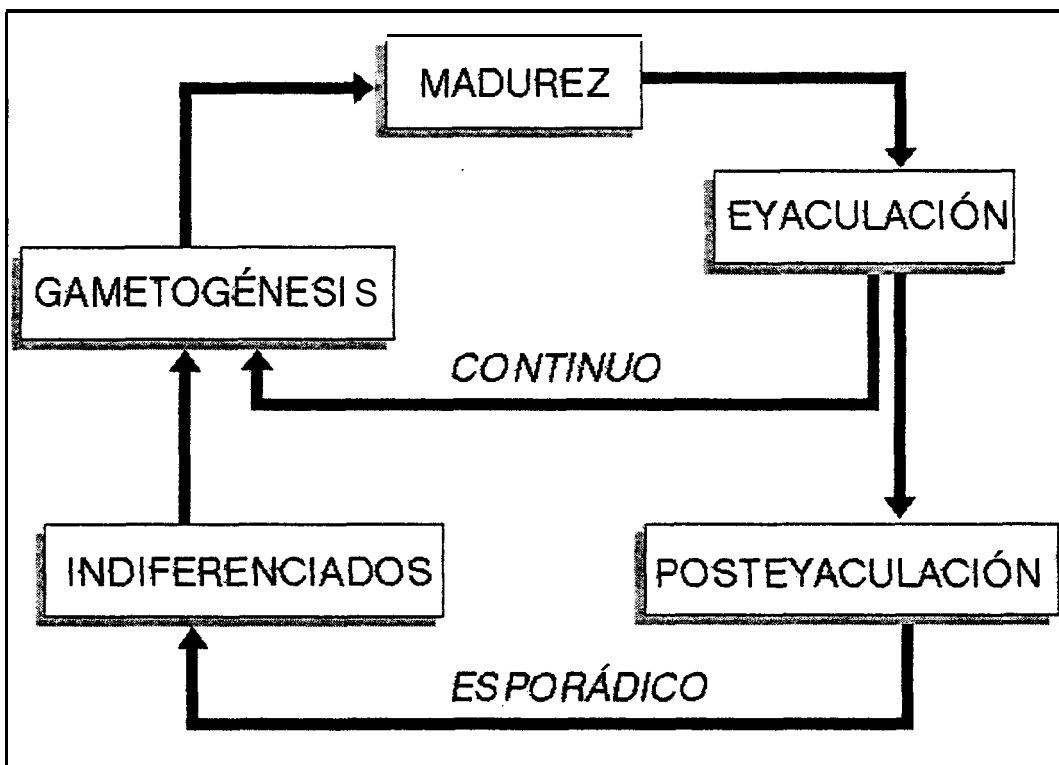 MADUREZ
EYACULACIÓN
GAMETOGÉNESIS
CONTINUO
INDIFERENCIADOS
POSTEYACULACIÓN
ESPORÁDICO